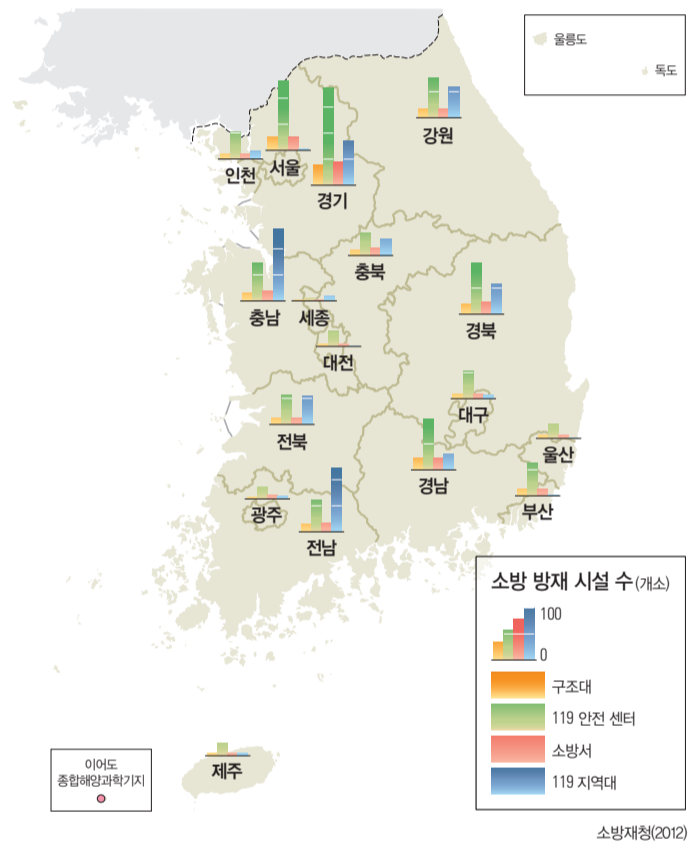 울릉도
독도
강원
인천
서울
경기
충북
충남
세종
경북
대전
대구
전북
울산
경남
부산
광주
전남
소방 방재 시설 수 (개소)
100
0
구조대
119 안전 센터
소방서
119 지역대
이어도
종합해양과학기지
제주
소방재청(2012)